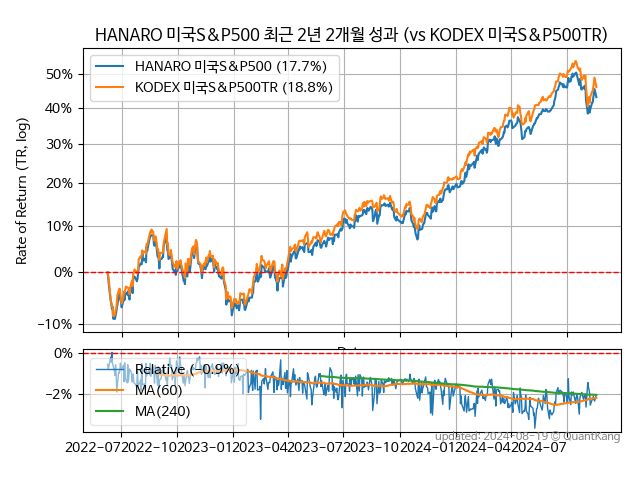 HANARO 미국S&P500 최근 2년 2개월 성과 (vs KODEX 미국S&P500TR)
Rate of Return (TR, log)
50%
40%
30%
20%
10%
0%
−10%
HANARO 미국S&P500 (17.7%)
KODEX 미국S&P500TR (18.8%)
0%
−2%
Relative (−0.9%)
MA(60)
MA(240)
2022-07
2022-10
2023-01
2023-04
2023-07
2023-10
2024-01
2024-04
2024-07
updated: 2024-08-19 © QuantKang